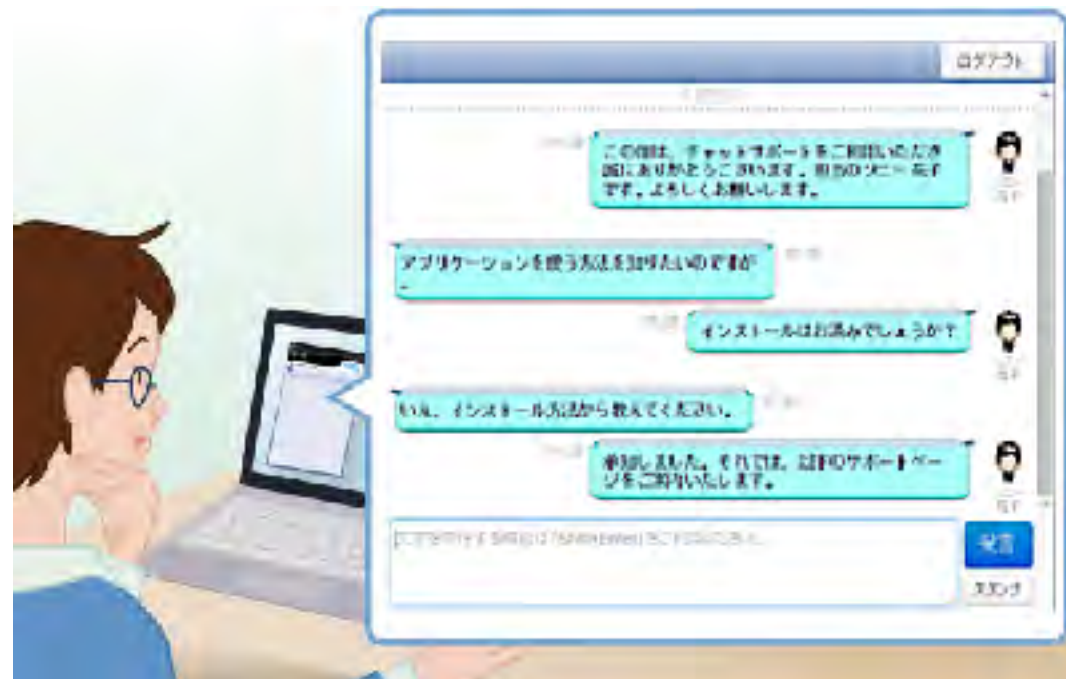 ログアウト
この度は、チャットサポートをご利用いただき
誠にありがとうございます。担当のソニー 花子
です。よろしくお願いします。
アプリケーションを使う方法を知りたいのですが
。
インストールはお済みでしょうか?
いえ、インストール方法から教えてください。
承知しました。それでは、以下のサポートペー
ジをご案内いたします。
発言
スタンプ